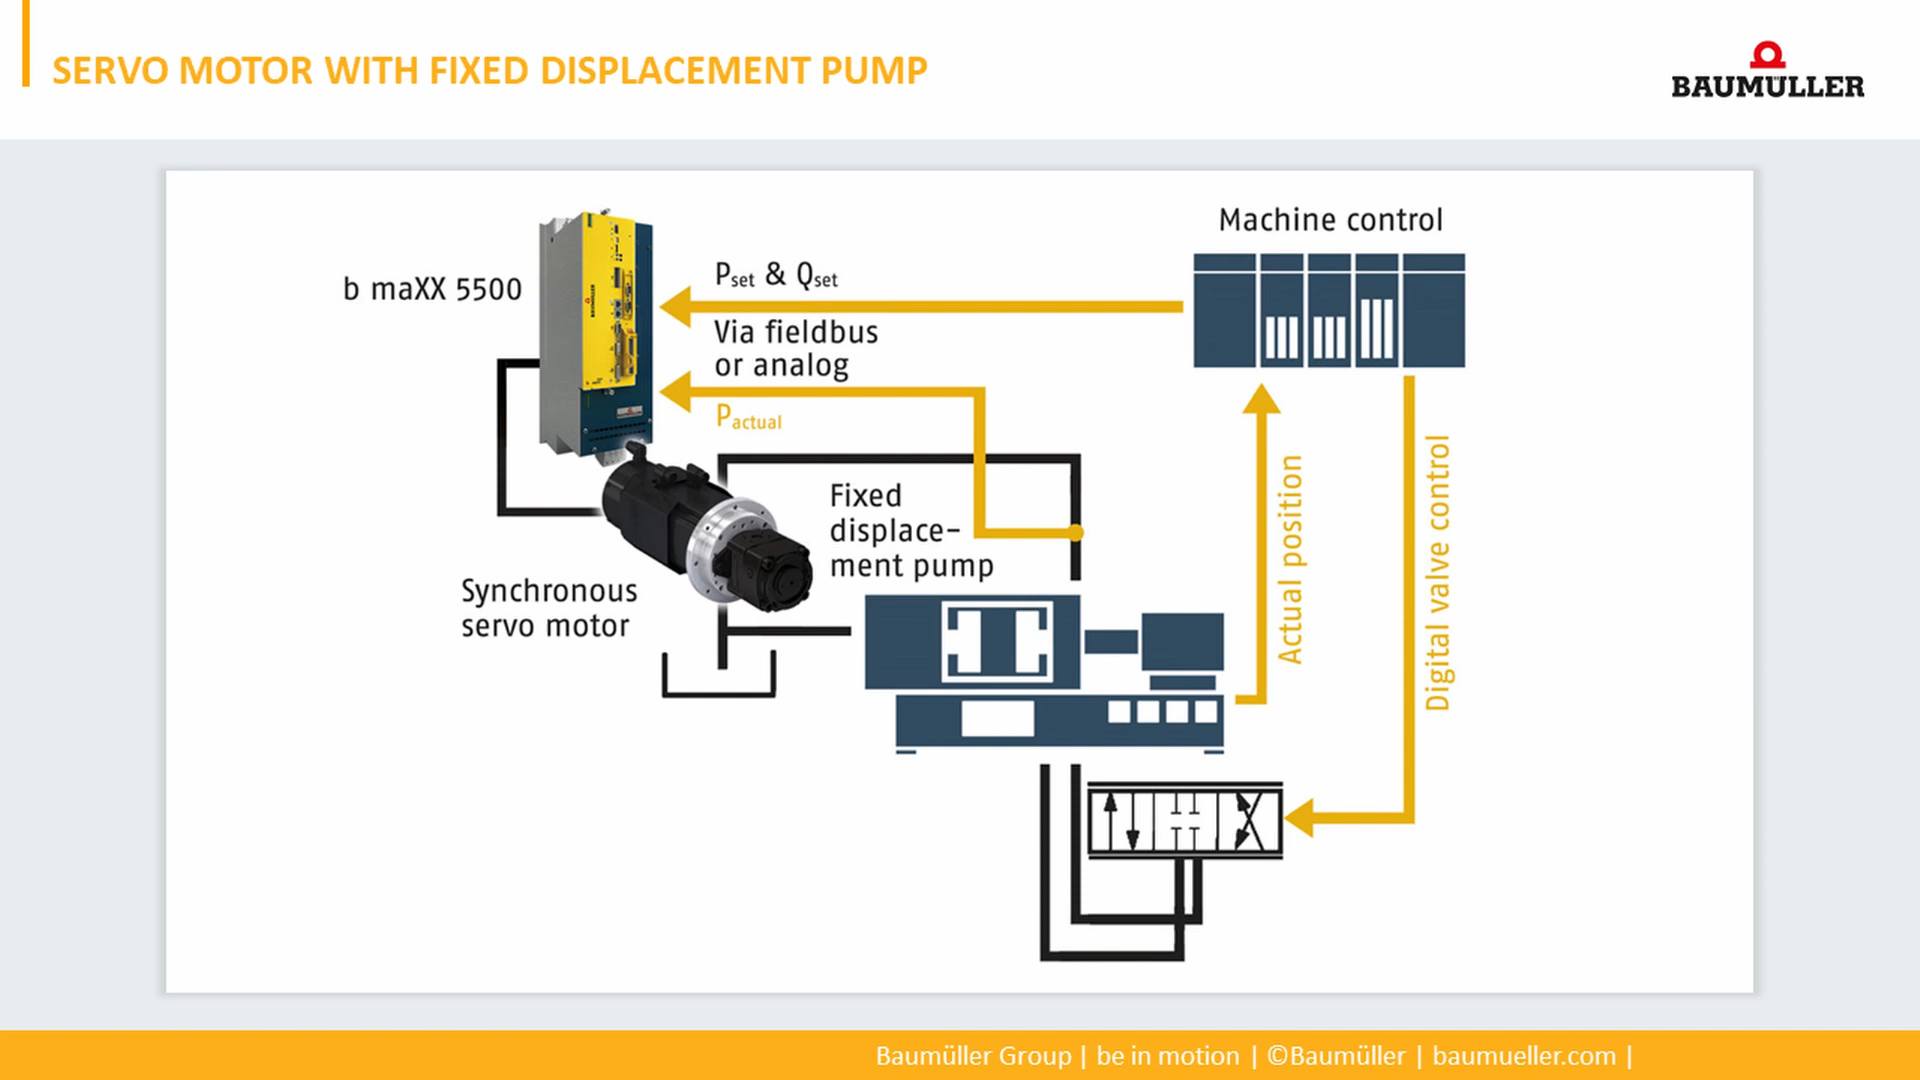 SERVO MOTOR WITH FIXED DISPLACEMENT PUMP
BAUMÜLLER
Machine control
b maXX 5500
Pset & Qset
Via fieldbus
or analog
Pactual
Fixed
displace-
ment pump
Synchronous
servo motor
Actual position
Digital valve control
Baumüller Group | be in motion | ©Baumüller | baumueller.com |